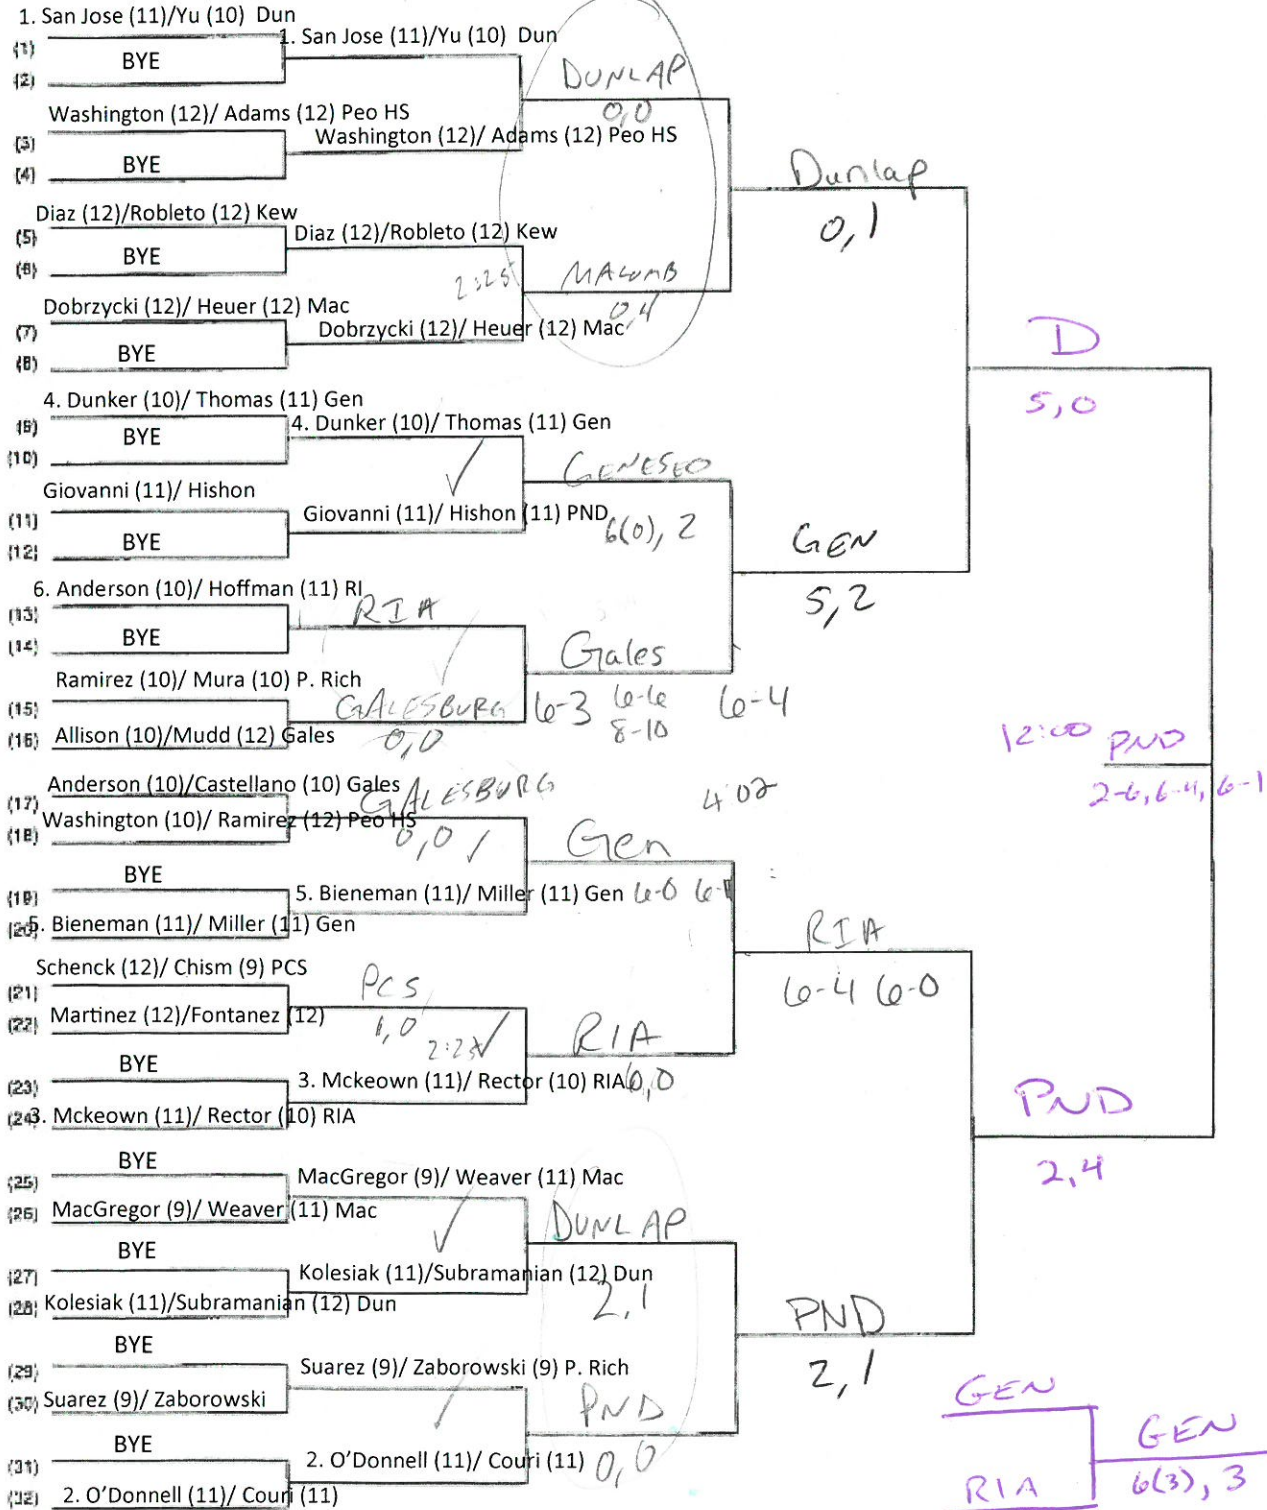 1. San Jose (11)/Yu (10) Dun
(1)
BYE
(2)
1. San Jose (11)/Yu (10) Dun
Washington (12)/ Adams (12) Peo HS
(3)
BYE
(4)
Washington (12)/ Adams (12) Peo HS
DUNLAP
0,0
Diaz (12)/Robleto (12) Kew
(5)
BYE
(6)
Diaz (12)/Robleto (12) Kew
2:25
Dobrzycki (12)/ Heuer (12) Mac
(7)
BYE
(8)
Dobrzycki (12)/ Heuer (12) Mac
MACOMB
0,4
Dunlap
0,1
4. Dunker (10)/ Thomas (11) Gen
(9)
BYE
(10)
4. Dunker (10)/ Thomas (11) Gen
Giovanni (11)/ Hishon
(11)
BYE
(12)
Giovanni (11)/ Hishon (11) PND
GENESEO
6(0), 2
6. Anderson (10)/ Hoffman (11) RI
(13)
BYE
(14)
RIA
Ramirez (10)/ Mura (10) P. Rich
(15)
(16) Allison (10)/Mudd (12) Gales
GALESBURG
0,0
Gales
6-3 6-6 6-4
8-10
GEN
5,2
D
5,0
Anderson (10)/Castellano (10) Gales
(17)
Washington (10)/ Ramirez (12) Peo HS
(18)
GALESBURG
0,0
BYE
(19)
(20) 5. Bieneman (11)/ Miller (11) Gen
5. Bieneman (11)/ Miller (11) Gen
Gen
6-0
4:02
Schenck (12)/ Chism (9) PCS
(21)
Martinez (12)/Fontanez (12)
(22)
PCS
1,0
2:25
BYE
(23)
(24) 3. Mckeown (11)/ Rector (10) RIA
3. Mckeown (11)/ Rector (10) RIA
RIA
0,0
RIA
6-4 6-0
BYE
(25)
(26) MacGregor (9)/ Weaver (11) Mac
MacGregor (9)/ Weaver (11) Mac
BYE
(27)
(28) Kolesiak (11)/Subramanian (12) Dun
Kolesiak (11)/Subramanian (12) Dun
DUNLAP
2,1
BYE
(29)
(30) Suarez (9)/ Zaborowski
Suarez (9)/ Zaborowski (9) P. Rich
BYE
(31)
(32) 2. O'Donnell (11)/ Couri (11)
2. O'Donnell (11)/ Couri (11)
PND
0,0
PND
2,1
PND
2,4
12:00 PND
2-6, 6-4, 6-1
GEN
RIA
GEN
6(3), 3